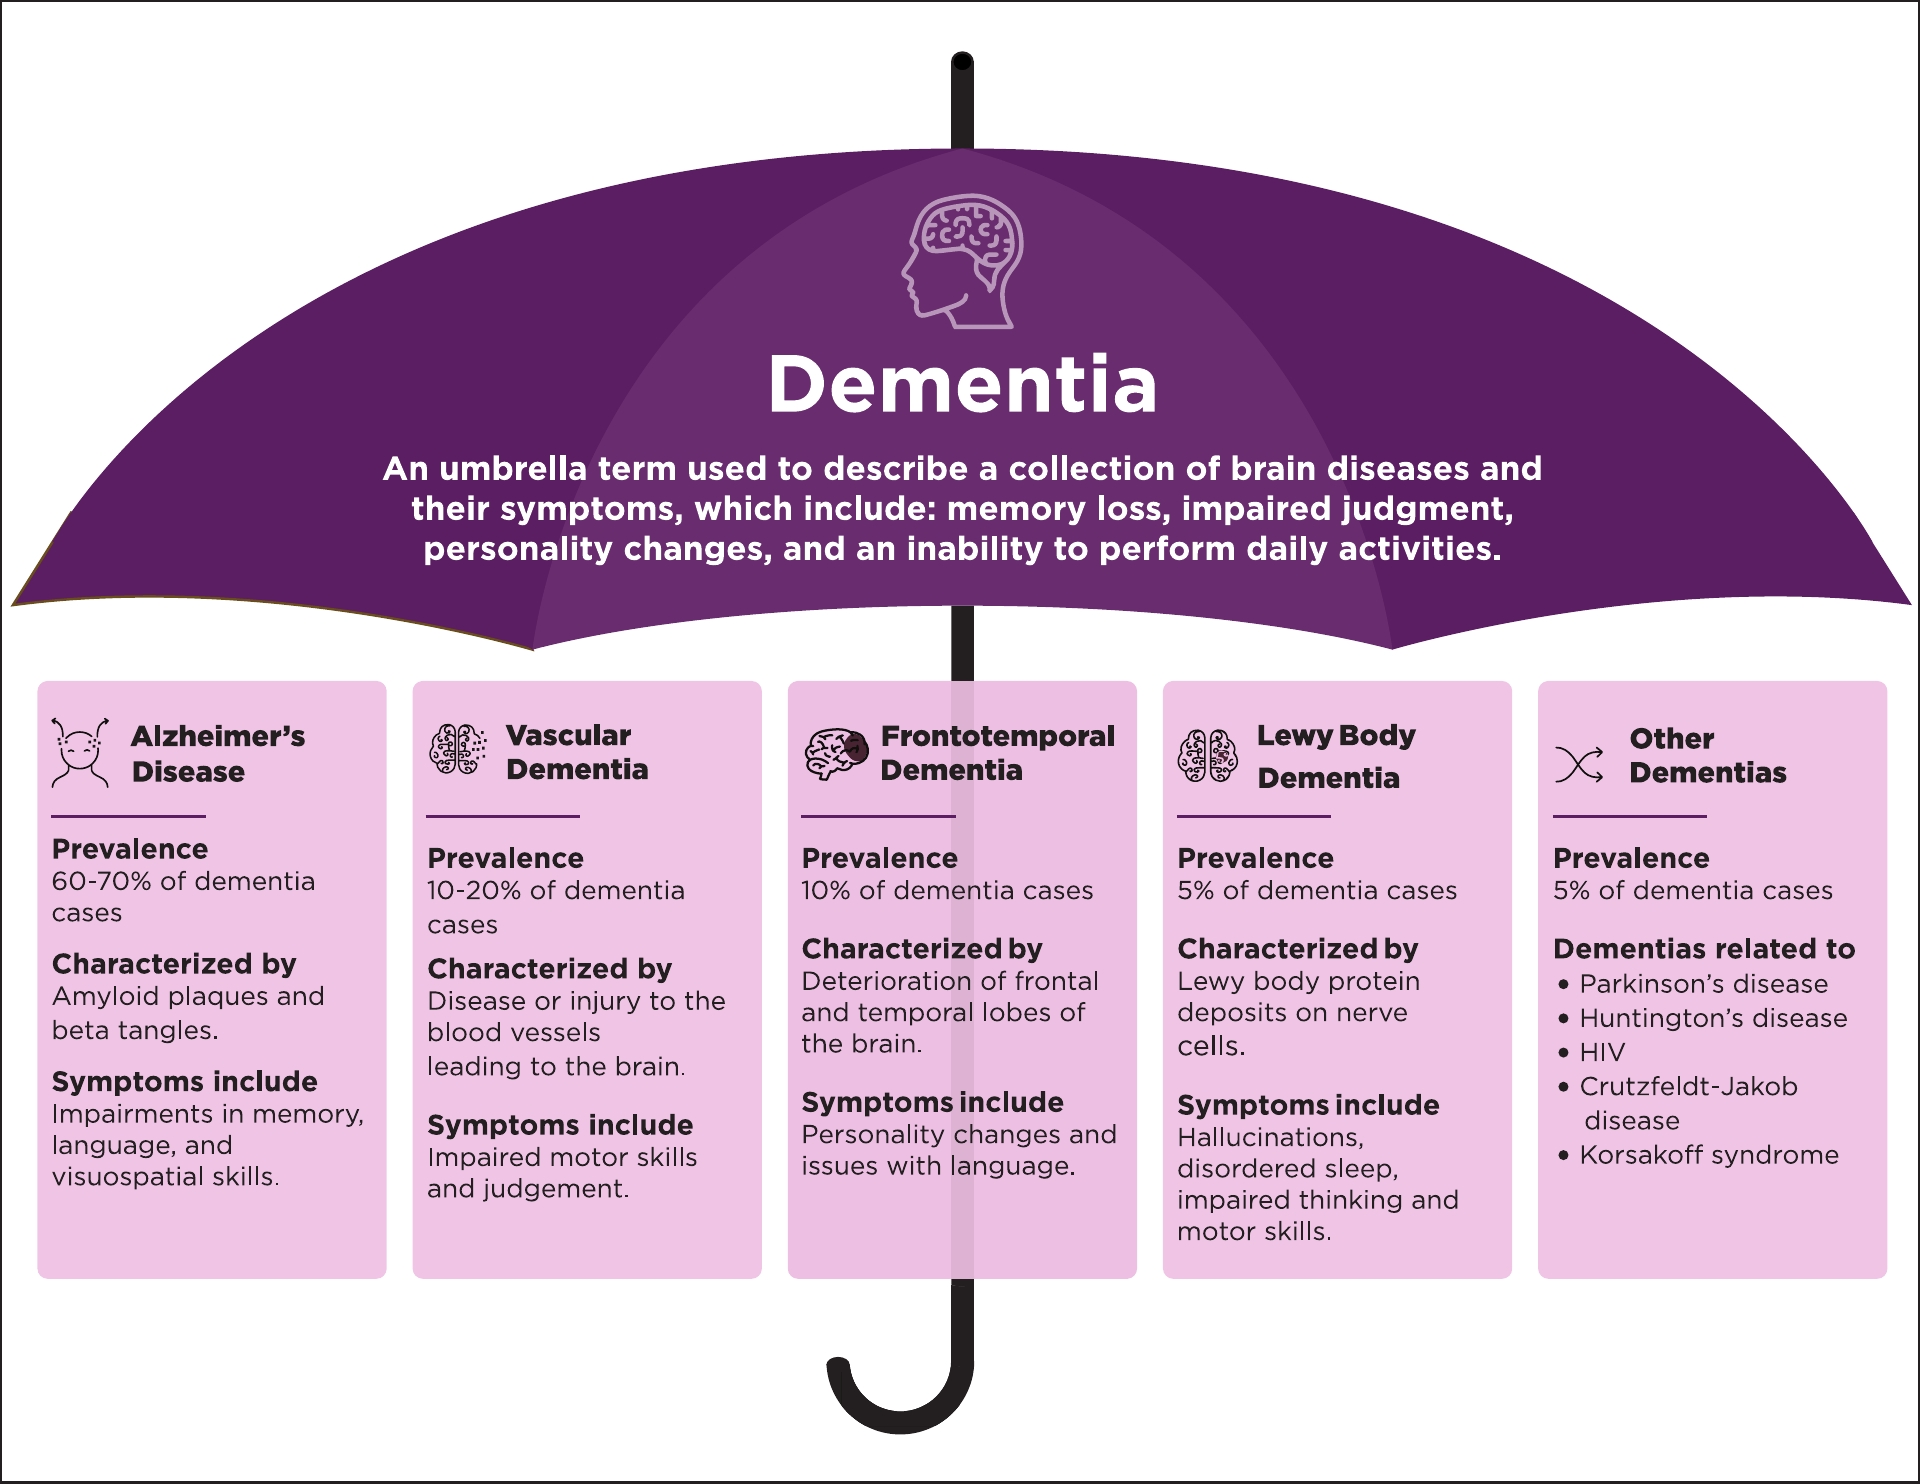 Dementia
An umbrella term used to describe a collection of brain diseases and
their symptoms, which include: memory loss, impaired judgment,
personality changes, and an inability to perform daily activities.
Alzheimer’s
Disease
Prevalence
60-70% of dementia
cases
Characterized by
Amyloid plaques and
beta tangles.
Symptoms include
Impairments in memory,
language, and
visuospatial skills.
Vascular
Dementia
Prevalence
10-20% of dementia
cases
Characterized by
Disease or injury to the
blood vessels
leading to the brain.
Symptoms include
Impaired motor skills
and judgement.
Frontotemporal
Dementia
Prevalence
10% of dementia cases
Characterized by
Deterioration of frontal
and temporal lobes of
the brain.
Symptoms include
Personality changes and
issues with language.
Lewy Body
Dementia
Prevalence
5% of dementia cases
Characterized by
Lewy body protein
deposits on nerve
cells.
Symptoms include
Hallucinations,
disordered sleep,
impaired thinking and
motor skills.
Other
Dementias
Prevalence
5% of dementia cases
Dementias related to
• Parkinson’s disease
• Huntington’s disease
• HIV
• Crutzfeldt-Jakob
disease
• Korsakoff syndrome